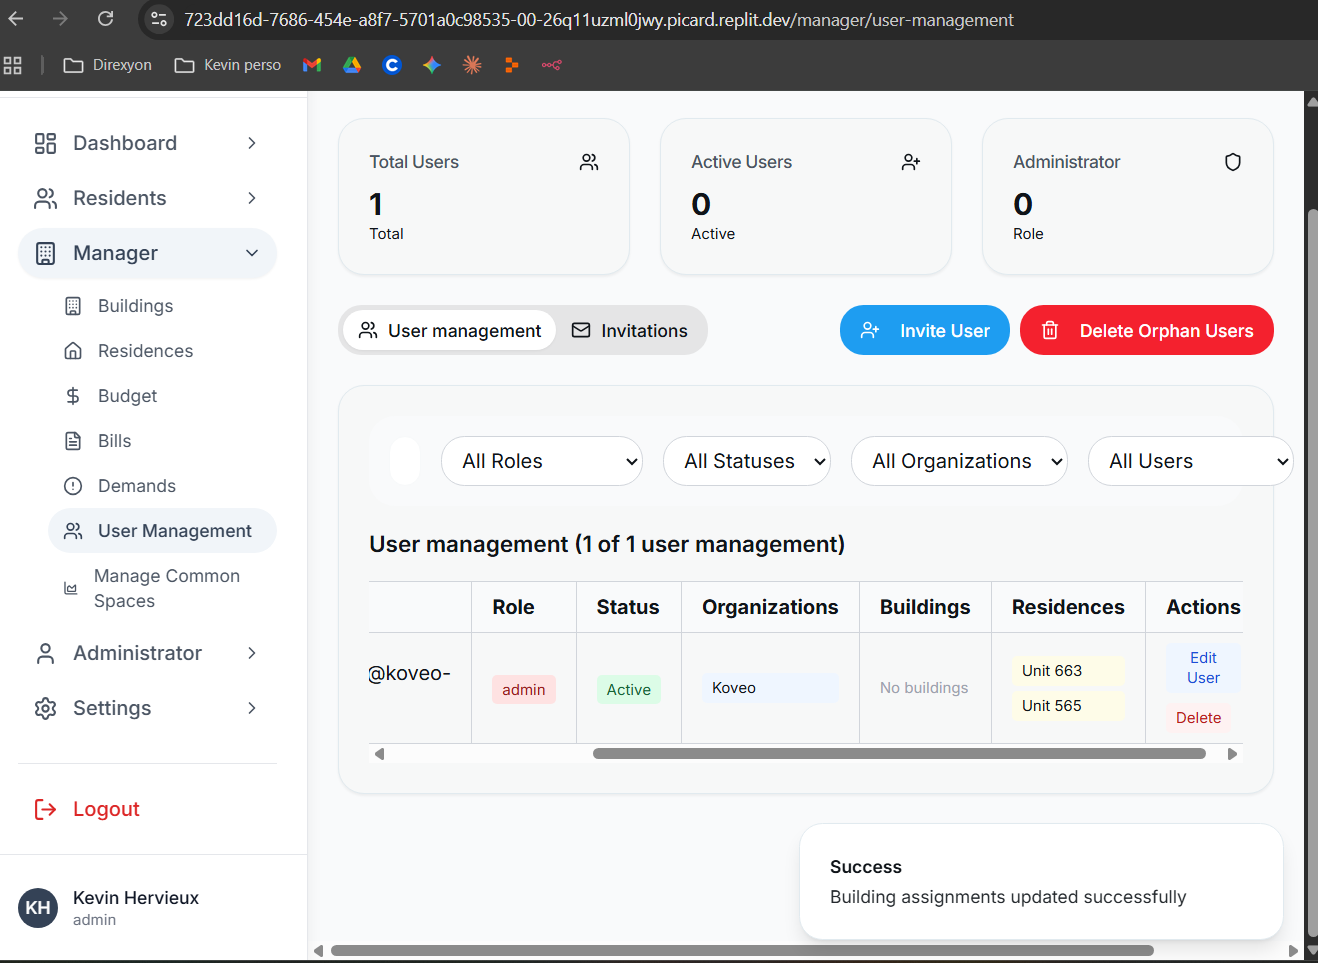 723dd16d-7686-454e-a8f7-5701a0c98535-00-26q11uzml0jwy.picard.replit.dev/manager/user-management
Direxyon
Kevin perso
Dashboard
Residents
Manager
Buildings
Residences
Budget
Bills
Demands
User Management
Manage Common
Spaces
Administrator
Settings
Logout
KH
Kevin Hervieux
admin
Total Users
1
Total
Active Users
0
Active
Administrator
0
Role
User management
Invitations
Invite User
Delete Orphan Users
All Roles
All Statuses
All Organizations
All Users
User management (1 of 1 user management)
Role Status Organizations Buildings Residences Actions
@koveo-
admin
Active
Koveo
No buildings
Unit 663
Unit 565
Edit
User
Delete
Success
Building assignments updated successfully